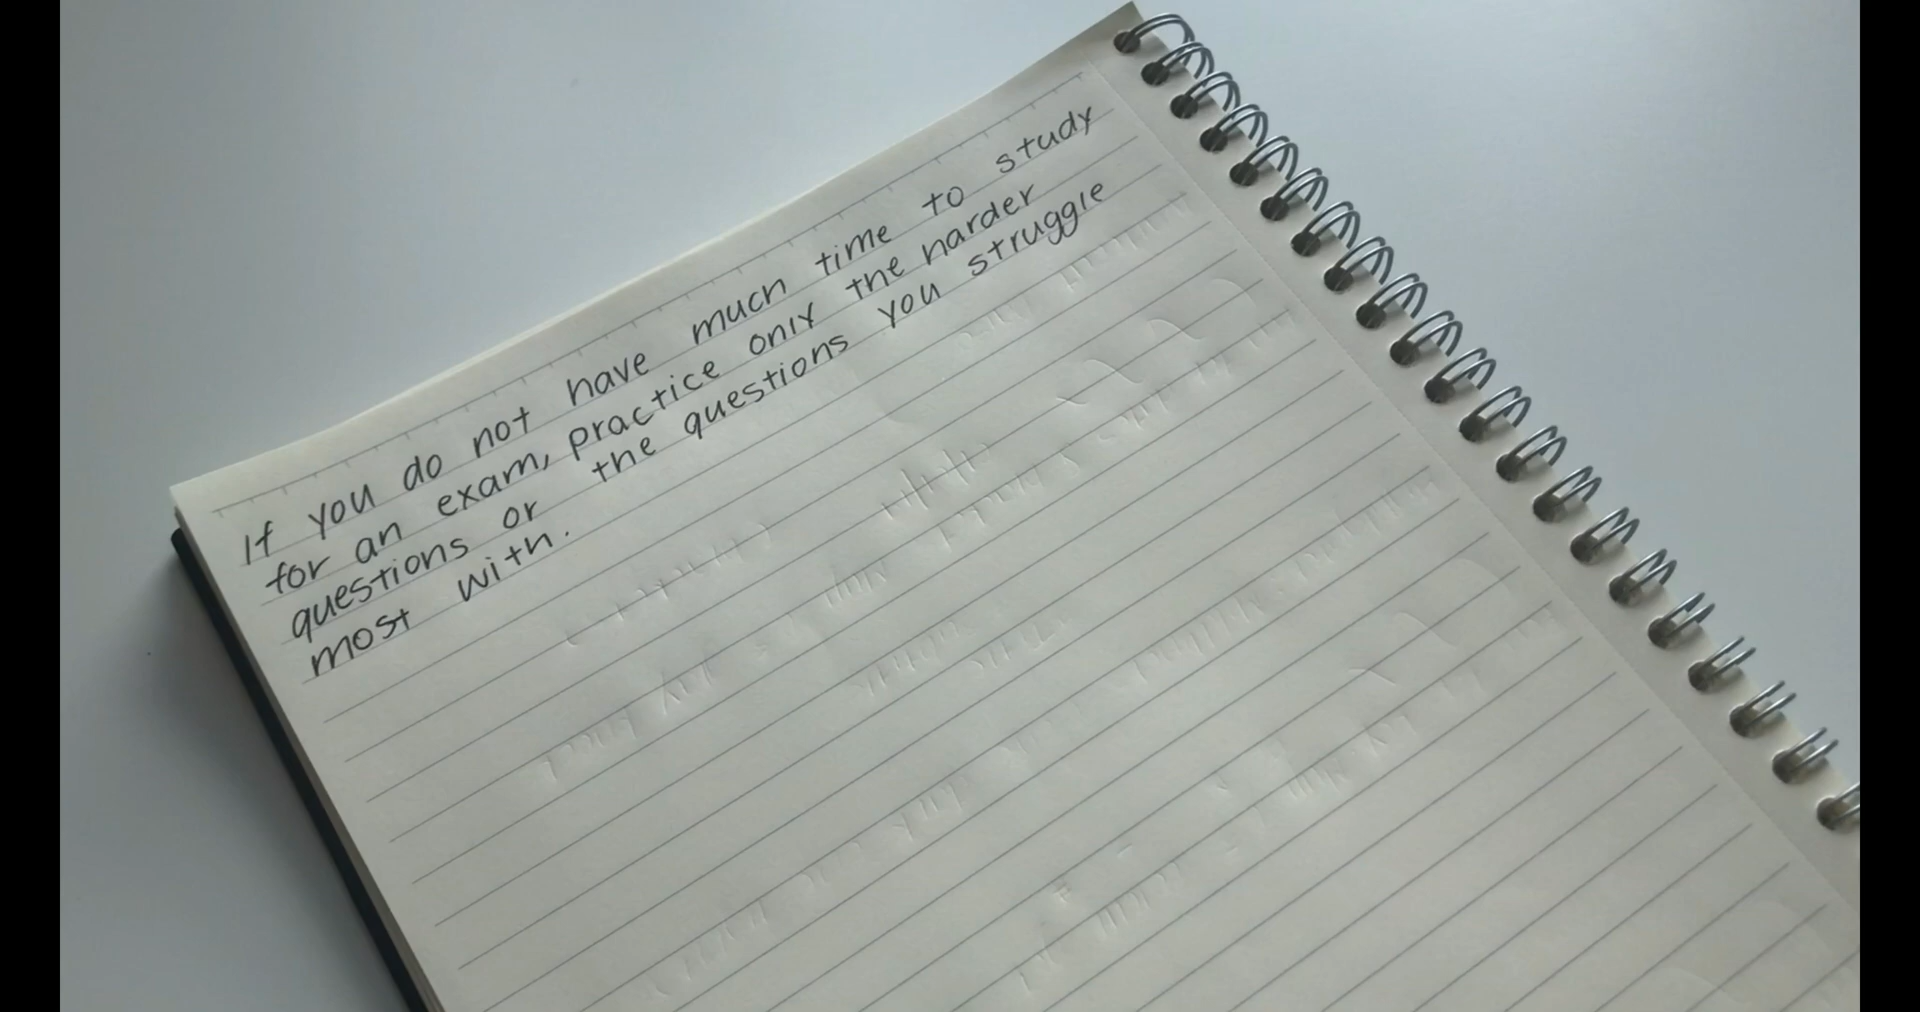 If you do not have much time to study
for an exam, practice only the harder
questions or the questions you struggle
most with.